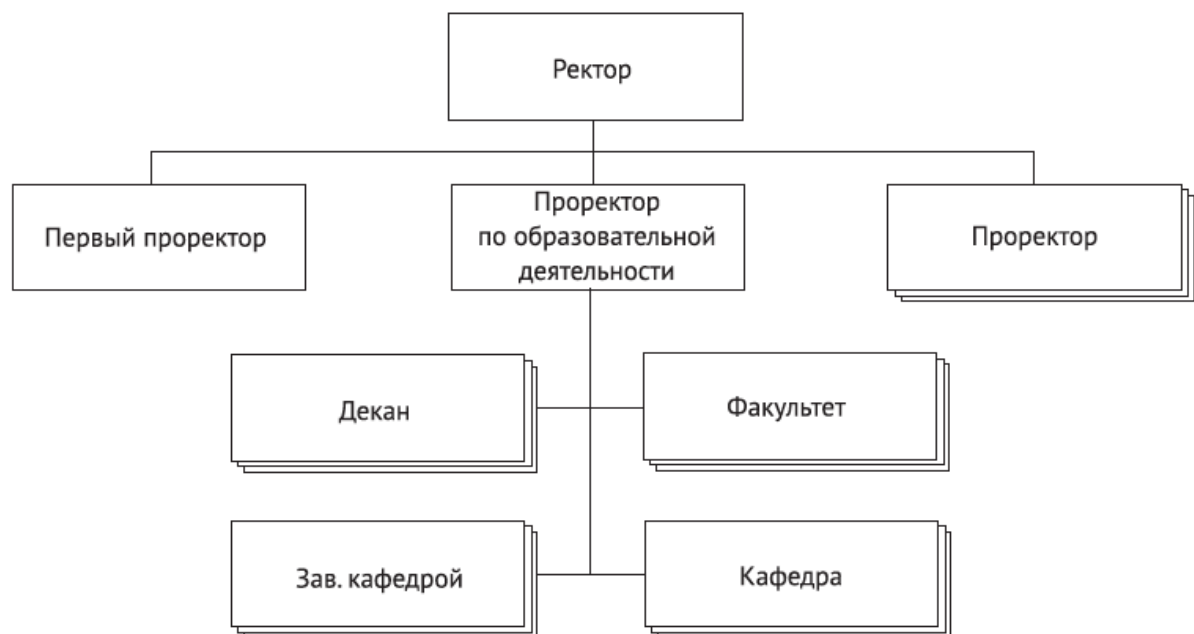 Ректор
Первый проректор
Проректор
по образовательной
деятельности
Проректор
Декан
Факультет
Зав. кафедрой
Кафедра